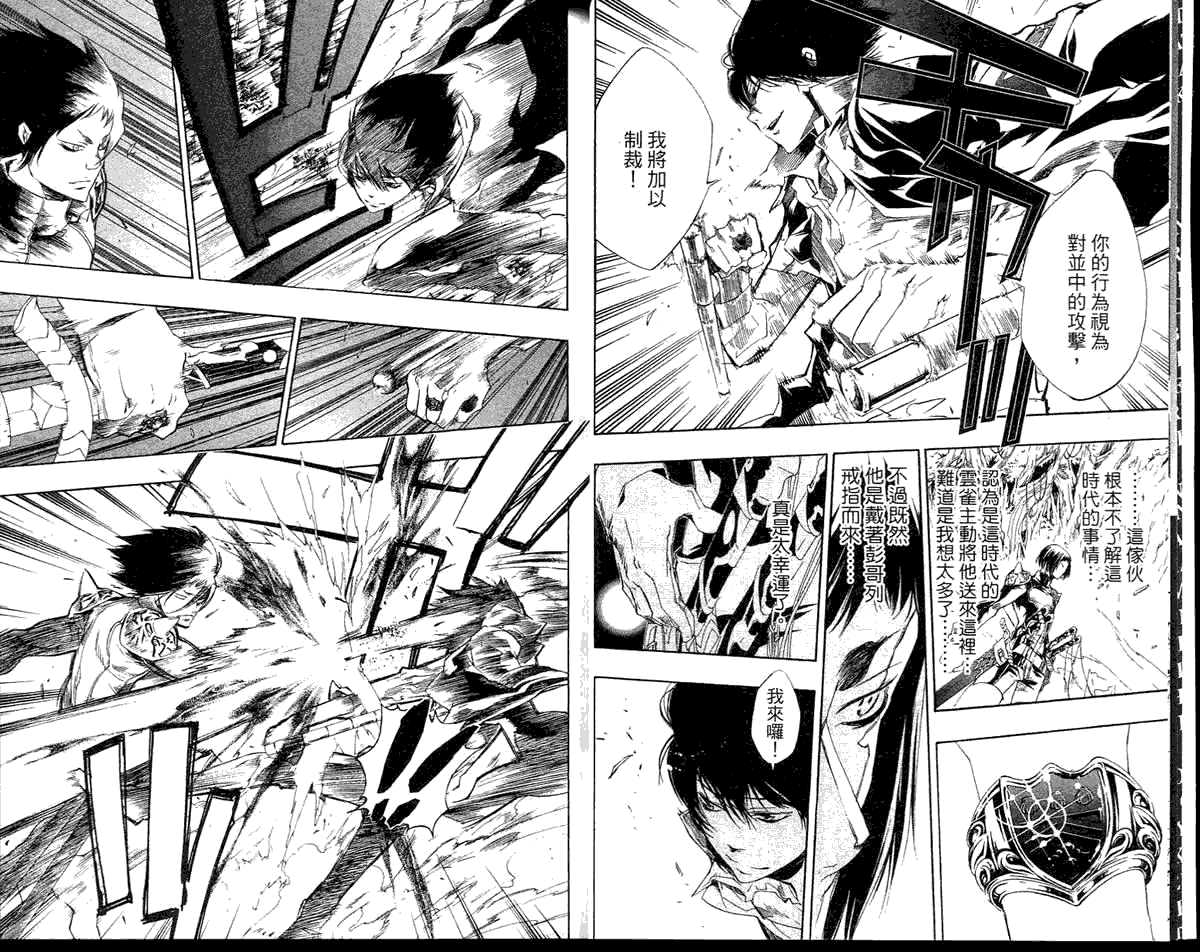 你的行為視為
對並中的攻擊，
我將加以
制裁！
………這傢伙
根本不了解這
時代的事情…
認為是這時代的
雲雀主動將他送來這裡
難道是我想太多了………
不過既然
他是戴著彭哥列
戒指而來………
真是太幸運了。
我來囉！